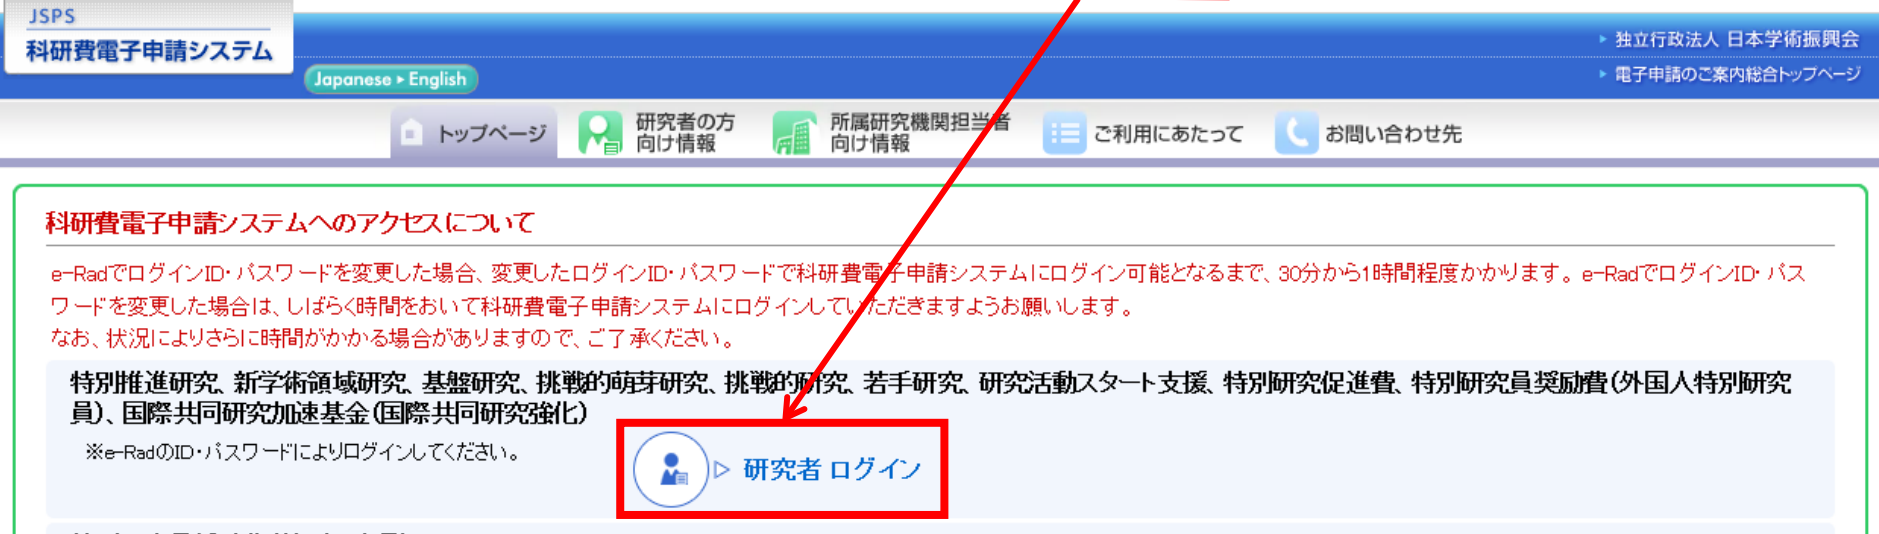 JSPS
科研費電子申請システム
Japanese ▸ English
独立行政法人 日本学術振興会
電子申請のご案内総合トップページ
トップページ
研究者の方
向け情報
所属研究機関担当者
向け情報
ご利用にあたって
お問い合わせ先
科研費電子申請システムへのアクセスについて
e-RadでログインID・パスワードを変更した場合、変更したログインID・パスワードで科研費電子申請システムにログイン可能となるまで、30分から1時間程度かかります。e-RadでログインID・パス
ワードを変更した場合は、しばらく時間をおいて科研費電子申請システムにログインしていただきますようお願いします。
なお、状況によりさらに時間がかかる場合がありますので、ご了承ください。
特別推進研究、新学術領域研究、基盤研究、挑戦的萌芽研究、挑戦的研究、若手研究、研究活動スタート支援、特別研究促進費、特別研究員奨励費（外国人特別研究
員）、国際共同研究加速基金（国際共同研究強化）
※e-RadのID・パスワードによりログインしてください。
研究者 ログイン